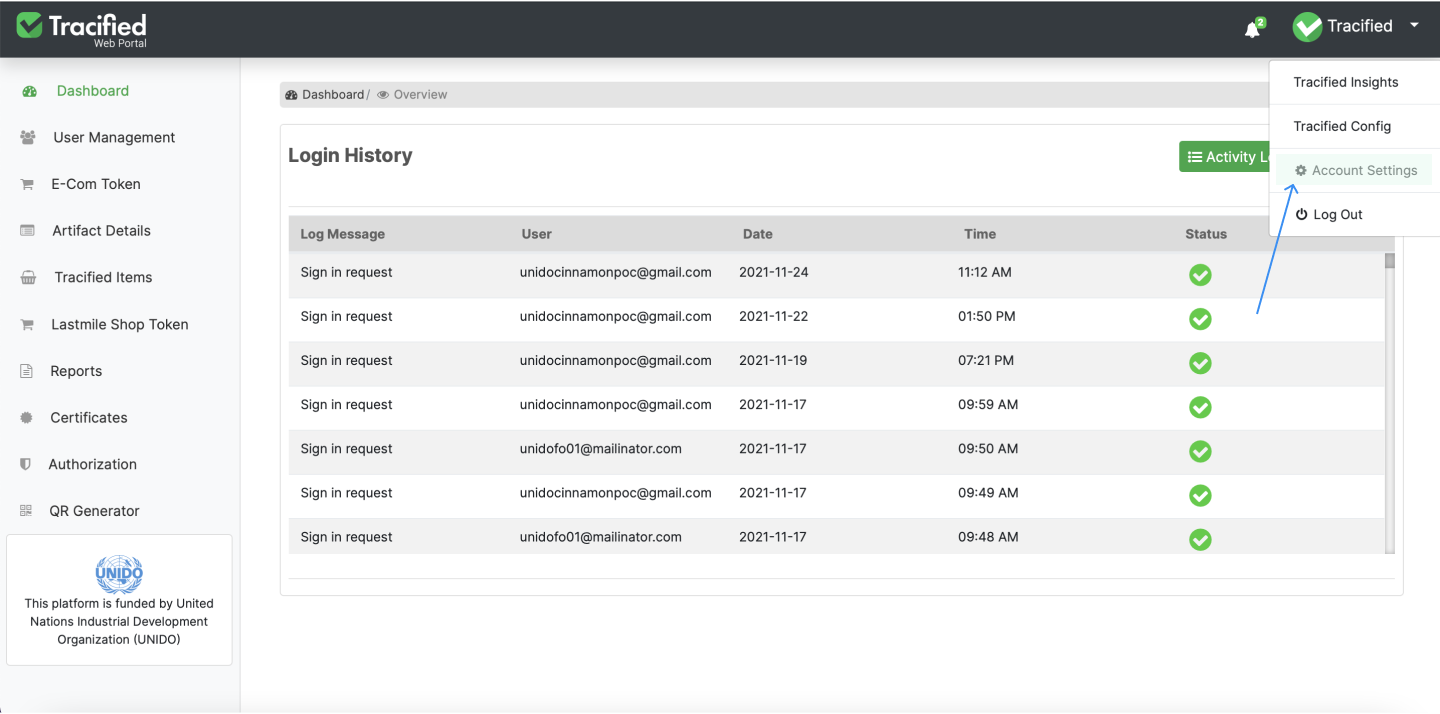 Tracified
Web Portal
2
Tracified
Dashboard
User Management
E-Com Token
Artifact Details
Tracified Items
Lastmile Shop Token
Reports
Certificates
Authorization
QR Generator
UNIDO
This platform is funded by United
Nations Industrial Development
Organization (UNIDO)
Dashboard / Overview
Tracified Insights
Tracified Config
Account Settings
Log Out
Login History
Activity L
Log Message User Date Time Status
Sign in request unidocinnamonpoc@gmail.com 2021-11-24 11:12 AM
Sign in request unidocinnamonpoc@gmail.com 2021-11-22 01:50 PM
Sign in request unidocinnamonpoc@gmail.com 2021-11-19 07:21 PM
Sign in request unidocinnamonpoc@gmail.com 2021-11-17 09:59 AM
Sign in request unidofo01@mailinator.com 2021-11-17 09:50 AM
Sign in request unidocinnamonpoc@gmail.com 2021-11-17 09:49 AM
Sign in request unidofo01@mailinator.com 2021-11-17 09:48 AM